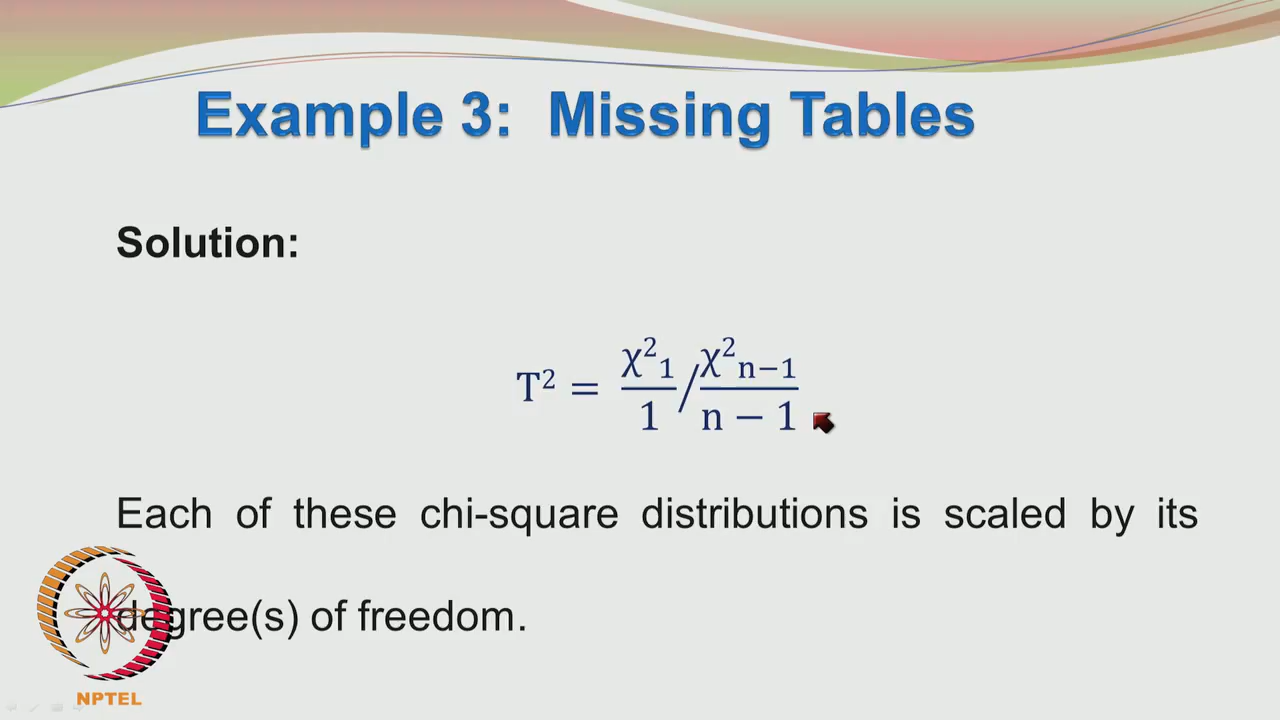 Example 3: Missing Tables
Solution:
T² = χ²₁/1 / χ²ₙ₋₁/n − 1
Each of these chi-square distributions is scaled by its
degree(s) of freedom.
NPTEL